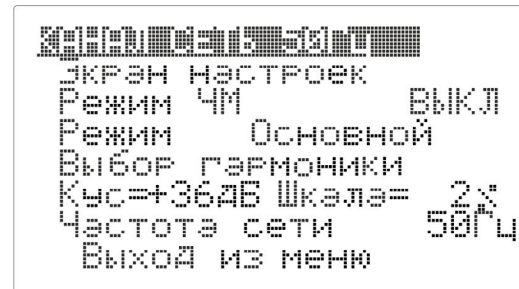 КАНАЛ СЕТЬ 50Гц
Экран настроек
Режим ЧМ ВЫКЛ
Режим Основной
Выбор гармоники
Кус=+36дБ Шкала= 2%
Частота сети 50Гц
Выход из меню